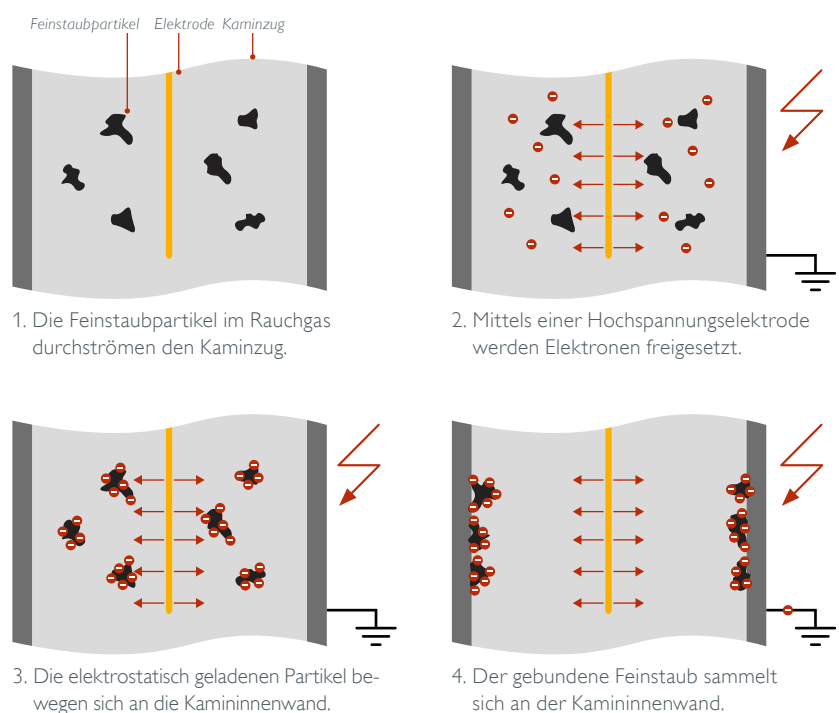 Feinstaubpartikel Elektrode Kaminzug
1. Die Feinstaubpartikel im Rauchgas
durchströmen den Kaminzug.
2. Mittels einer Hochspannungselektrode
werden Elektronen freigesetzt.
3. Die elektrostatisch geladenen Partikel be-
wegen sich an die Kamininnenwand.
4. Der gebundene Feinstaub sammelt
sich an der Kamininnenwand.